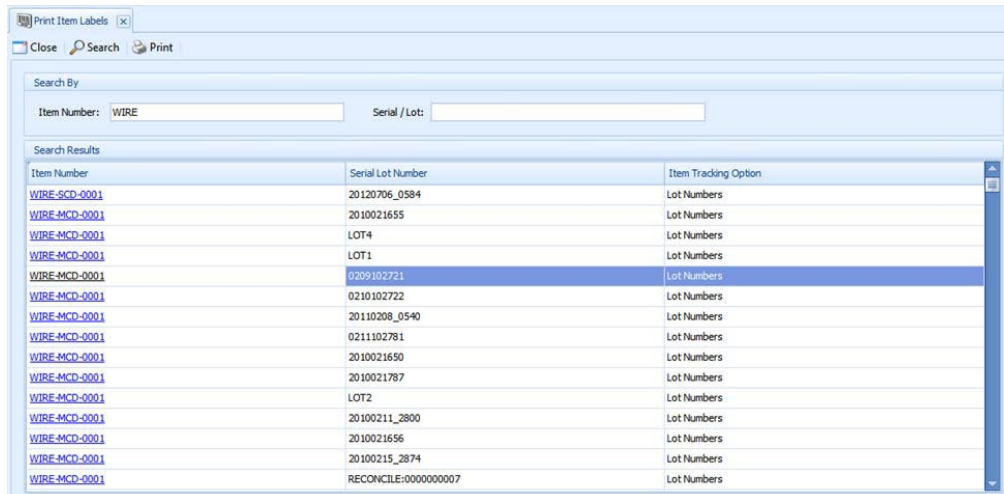 Print Item Labels
Close Search Print
Search By
Item Number: WIRE Serial / Lot:
Search Results
Item Number Serial Lot Number Item Tracking Option
WIRE-SCD-0001 20120706_0584 Lot Numbers
WIRE-MCD-0001 2010021655 Lot Numbers
WIRE-MCD-0001 LOT4 Lot Numbers
WIRE-MCD-0001 LOT1 Lot Numbers
WIRE-MCD-0001 0209102721 Lot Numbers
WIRE-MCD-0001 0210102722 Lot Numbers
WIRE-MCD-0001 20110208_0540 Lot Numbers
WIRE-MCD-0001 0211102781 Lot Numbers
WIRE-MCD-0001 2010021650 Lot Numbers
WIRE-MCD-0001 2010021787 Lot Numbers
WIRE-MCD-0001 LOT2 Lot Numbers
WIRE-MCD-0001 20100211_2800 Lot Numbers
WIRE-MCD-0001 2010021656 Lot Numbers
WIRE-MCD-0001 20100215_2874 Lot Numbers
WIRE-MCD-0001 RECONCILE:0000000007 Lot Numbers